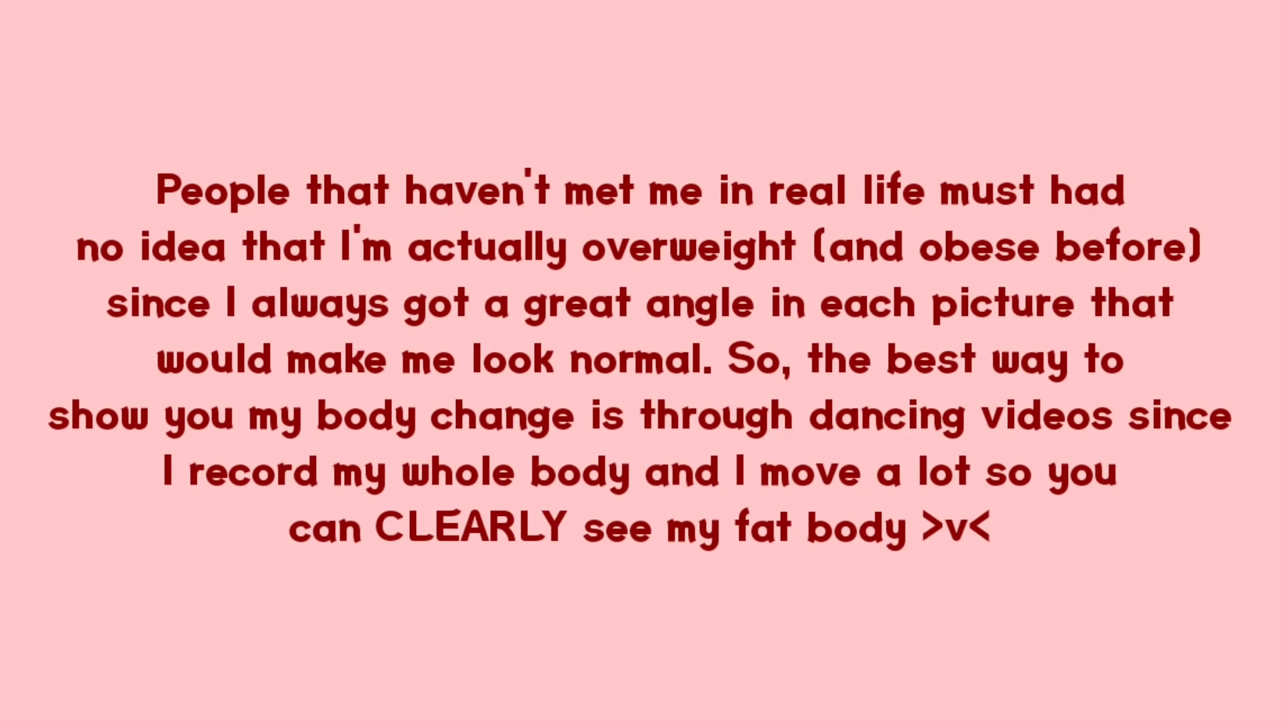 People that haven't met me in real life must had
no idea that I'm actually overweight (and obese before)
since I always got a great angle in each picture that
would make me look normal. So, the best way to
show you my body change is through dancing videos since
I record my whole body and I move a lot so you
can CLEARLY see my fat body >v<